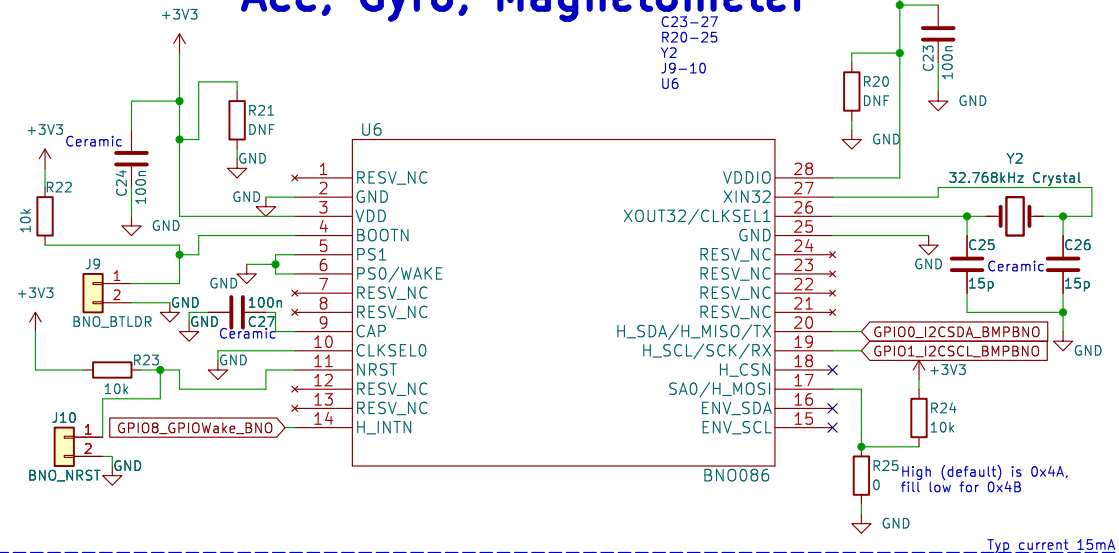 Acc, Gyro, Magnetometer
C23-27
R20-25
Y2
J9-10
U6
+3V3
C24
100n
Ceramic
GND
R21
DNF
GND
+3V3
R22
10k
J9
1
2
BNO_BTLDR
GND
GND
GND
100n
C27
Ceramic
GND
GND
+3V3
R23
10k
J10
1
2
BNO_NRST
GND
GPIO8_GPIOWake_BNO
U6
1 RESV_NC
2 GND
3 VDD
4 BOOTN
5 PS1
6 PS0/WAKE
7 RESV_NC
8 RESV_NC
9 CAP
10 CLKSEL0
11 NRST
12 RESV_NC
13 RESV_NC
14 H_INTN
VDDIO 28
XIN32 27
XOUT32/CLKSEL1 26
GND 25
RESV_NC 24
RESV_NC 23
RESV_NC 22
RESV_NC 21
H_SDA/H_MISO/TX 20
H_SCL/SCK/RX 19
H_CSN 18
SA0/H_MOSI 17
ENV_SDA 16
ENV_SCL 15
BNO086
R20
DNF
GND
C23
100n
GND
Y2
32.768kHz Crystal
C25
15p
Ceramic
C26
15p
GND
GND
GPIO0_I2CSDA_BMPBNO
GPIO1_I2CSCL_BMPBNO
+3V3
R24
10k
R25
0
GND
High (default) is 0x4A,
fill low for 0x4B
Typ current 15mA